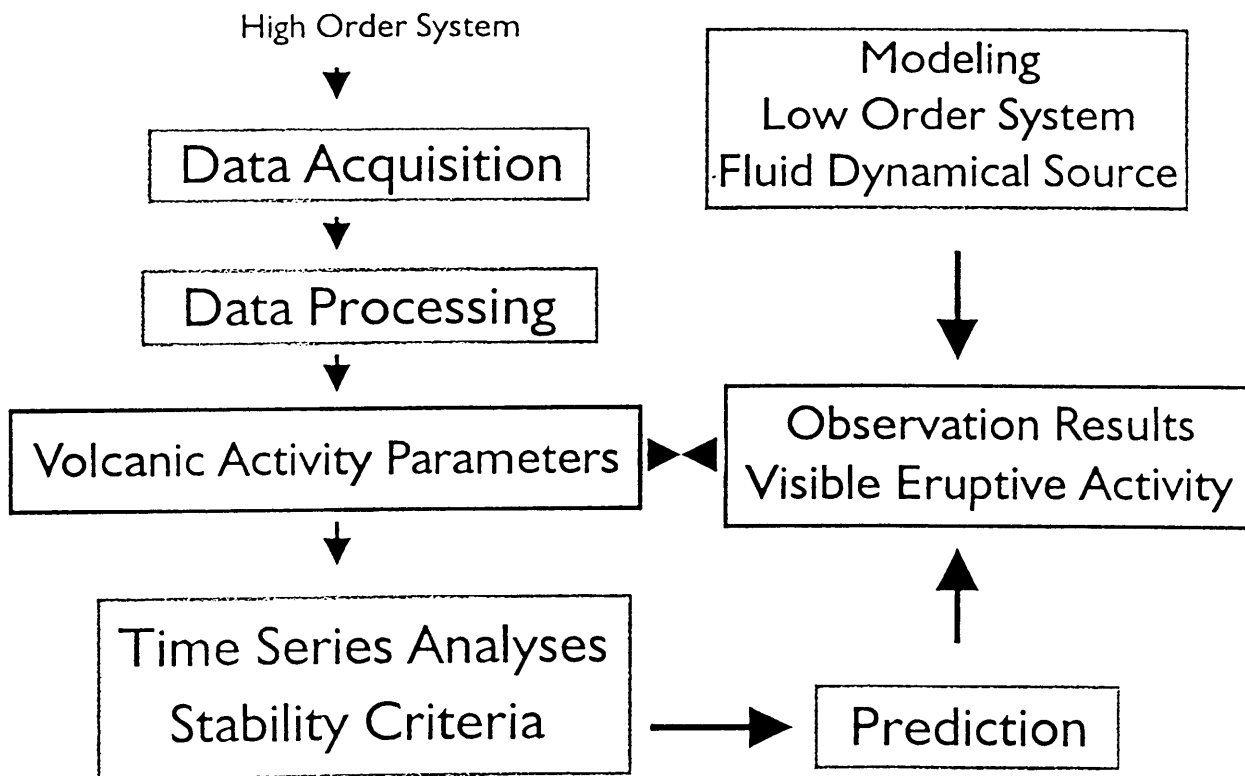 High Order System
Data Acquisition
Data Processing
Volcanic Activity Parameters
Time Series Analyses
Stability Criteria
Modeling
Low Order System
Fluid Dynamical Source
Observation Results
Visible Eruptive Activity
Prediction